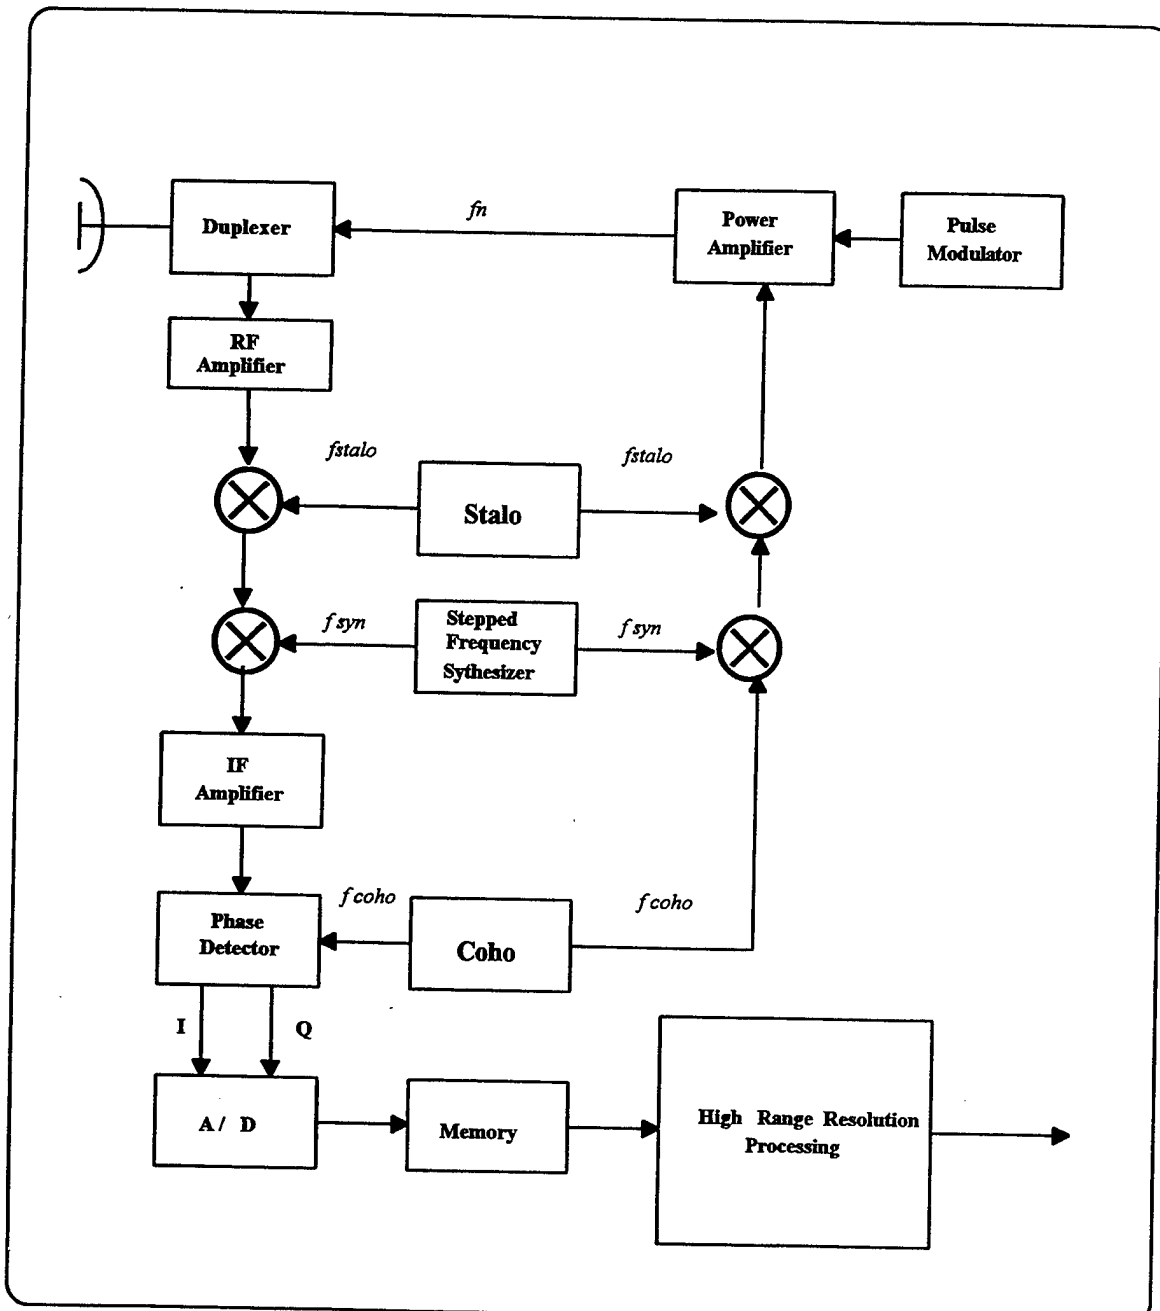 Duplexer
fn
Power
Amplifier
Pulse
Modulator
RF
Amplifier
fstalo
fstalo
Stalo
f syn
Stepped
Frequency
Sythesizer
f syn
IF
Amplifier
Phase
Detector
f coho
Coho
f coho
I
Q
A / D
Memory
High Range Resolution
Processing